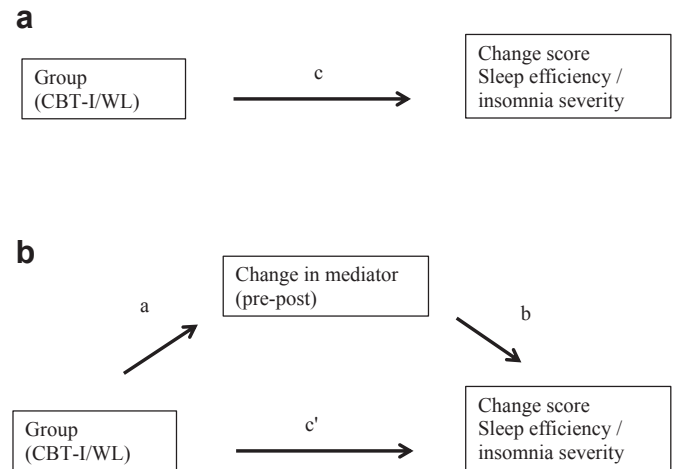 a
Group
(CBT-I/WL)
c
Change score
Sleep efficiency /
insomnia severity
b
Change in mediator
(pre-post)
a
b
Group
(CBT-I/WL)
c'
Change score
Sleep efficiency /
insomnia severity